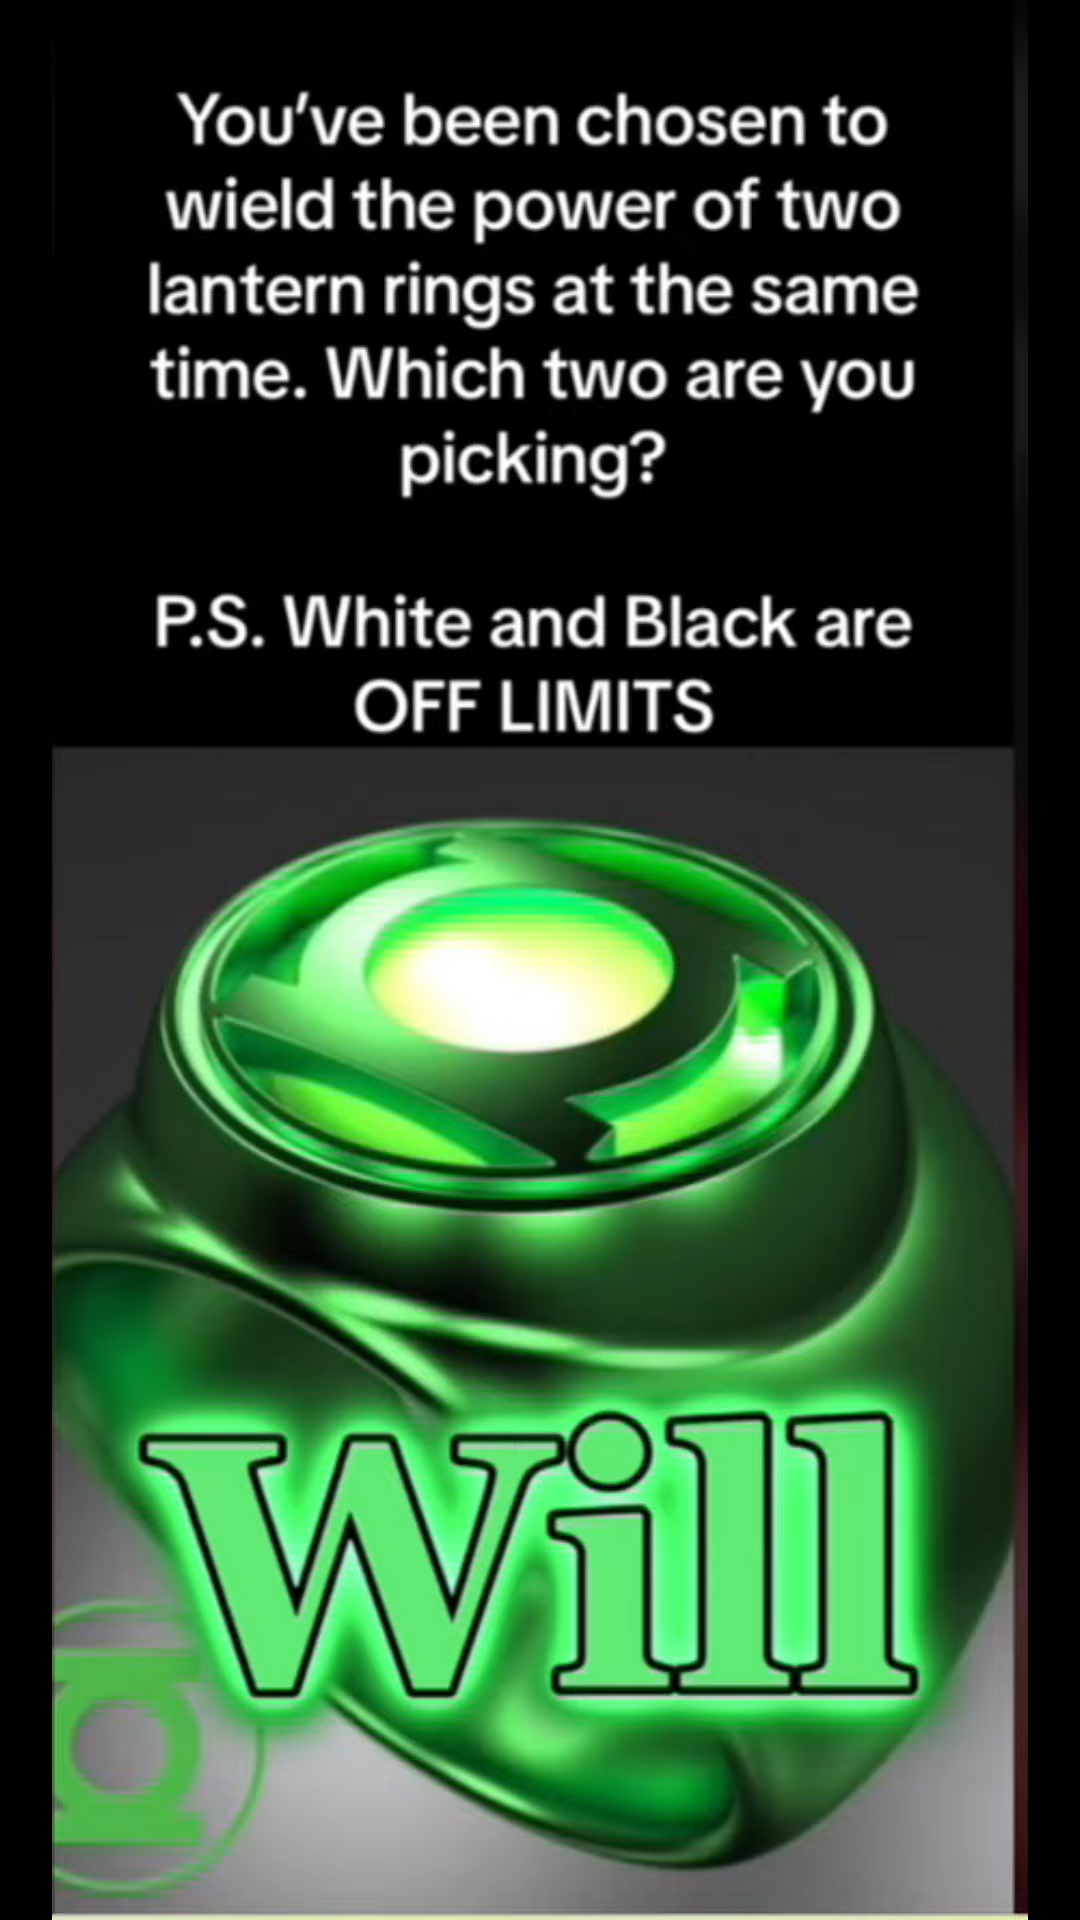 You’ve been chosen to
wield the power of two
lantern rings at the same
time. Which two are you
picking?
P.S. White and Black are
OFF LIMITS
Will